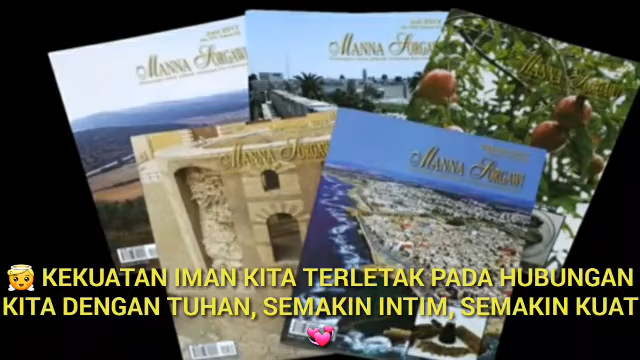 MANNA SORGAWI
MANNA SORGAWI
MANNA SORGAWI
MANNA SORGAWI
MANNA SORGAWI
😇 KEKUATAN IMAN KITA TERLETAK PADA HUBUNGAN
KITA DENGAN TUHAN, SEMAKIN INTIM, SEMAKIN KUAT
💞